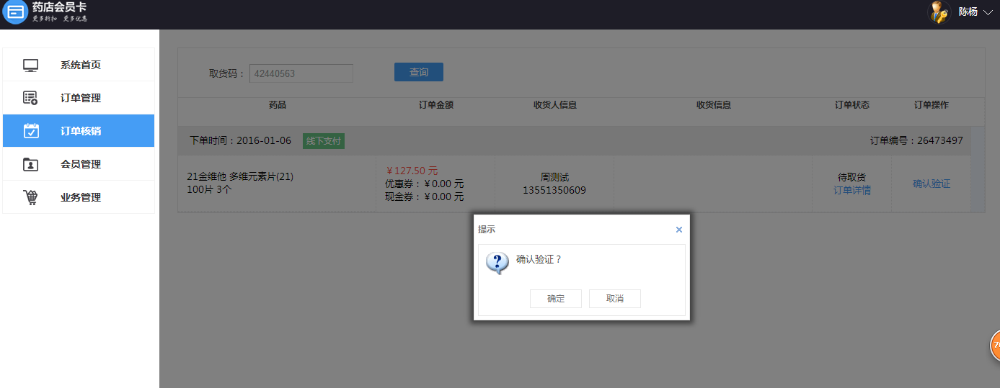 药店会员卡
更多折扣 更多优惠
陈杨
系统首页
订单管理
订单核销
会员管理
业务管理
取货码： 42440563 查询
药品 订单金额 收货人信息 收货信息 订单状态 订单操作
下单时间：2016-01-06 线下支付 订单编号：26473497
21金维他 多维元素片(21)
100片 3个
￥127.50 元
优惠券：￥0.00 元
现金券：￥0.00 元
周测试
13551350609
待取货
订单详情
确认验证
提示 ×
确认验证？
确定 取消